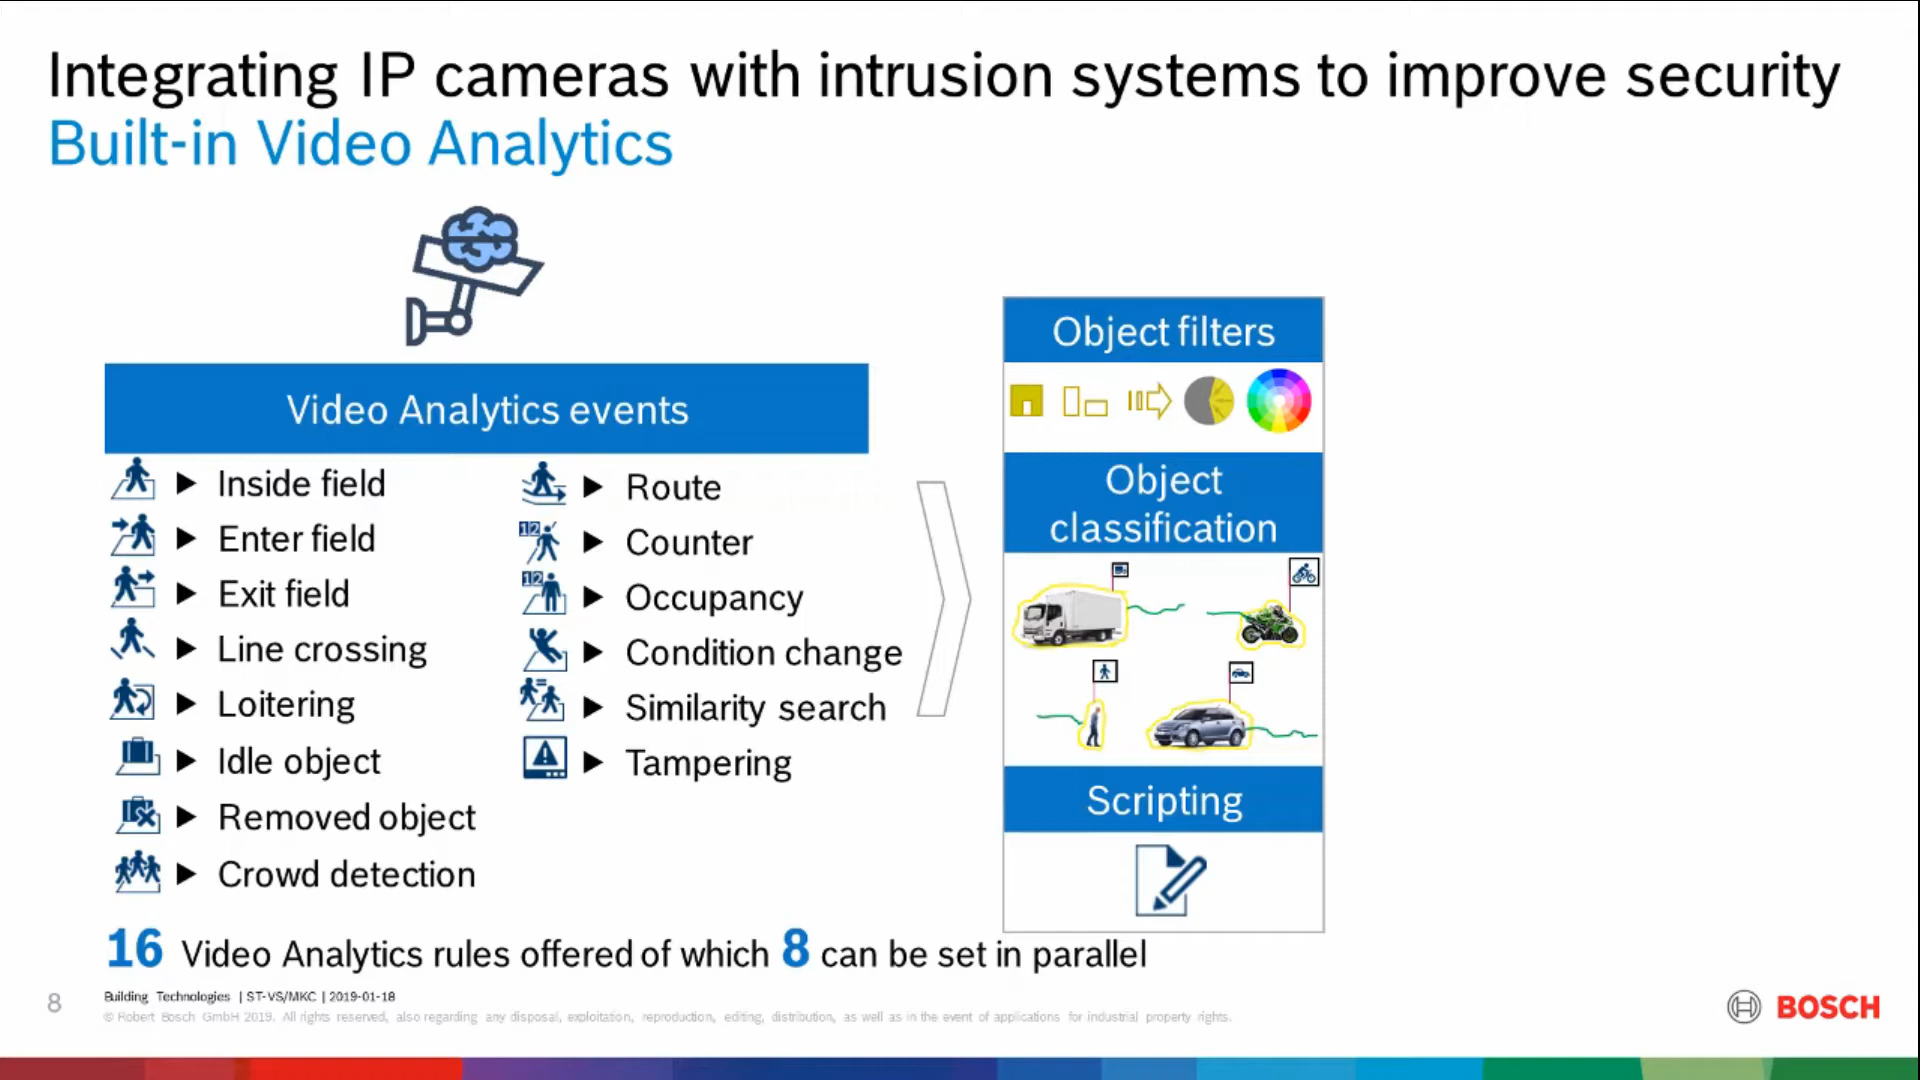 Integrating IP cameras with intrusion systems to improve security
Built-in Video Analytics
Video Analytics events
Inside field
Enter field
Exit field
Line crossing
Loitering
Idle object
Removed object
Crowd detection
12
12
Route
Counter
Occupancy
Condition change
Similarity search
Tampering
Object filters
Object
classification
Scripting
16 Video Analytics rules offered of which 8 can be set in parallel
8
Building Technologies | ST-VS/MKC | 2019-01-18
© Robert Bosch GmbH 2019. All rights reserved, also regarding any disposal, exploitation, reproduction, editing, distribution, as well as in the event of applications for industrial property rights.
BOSCH